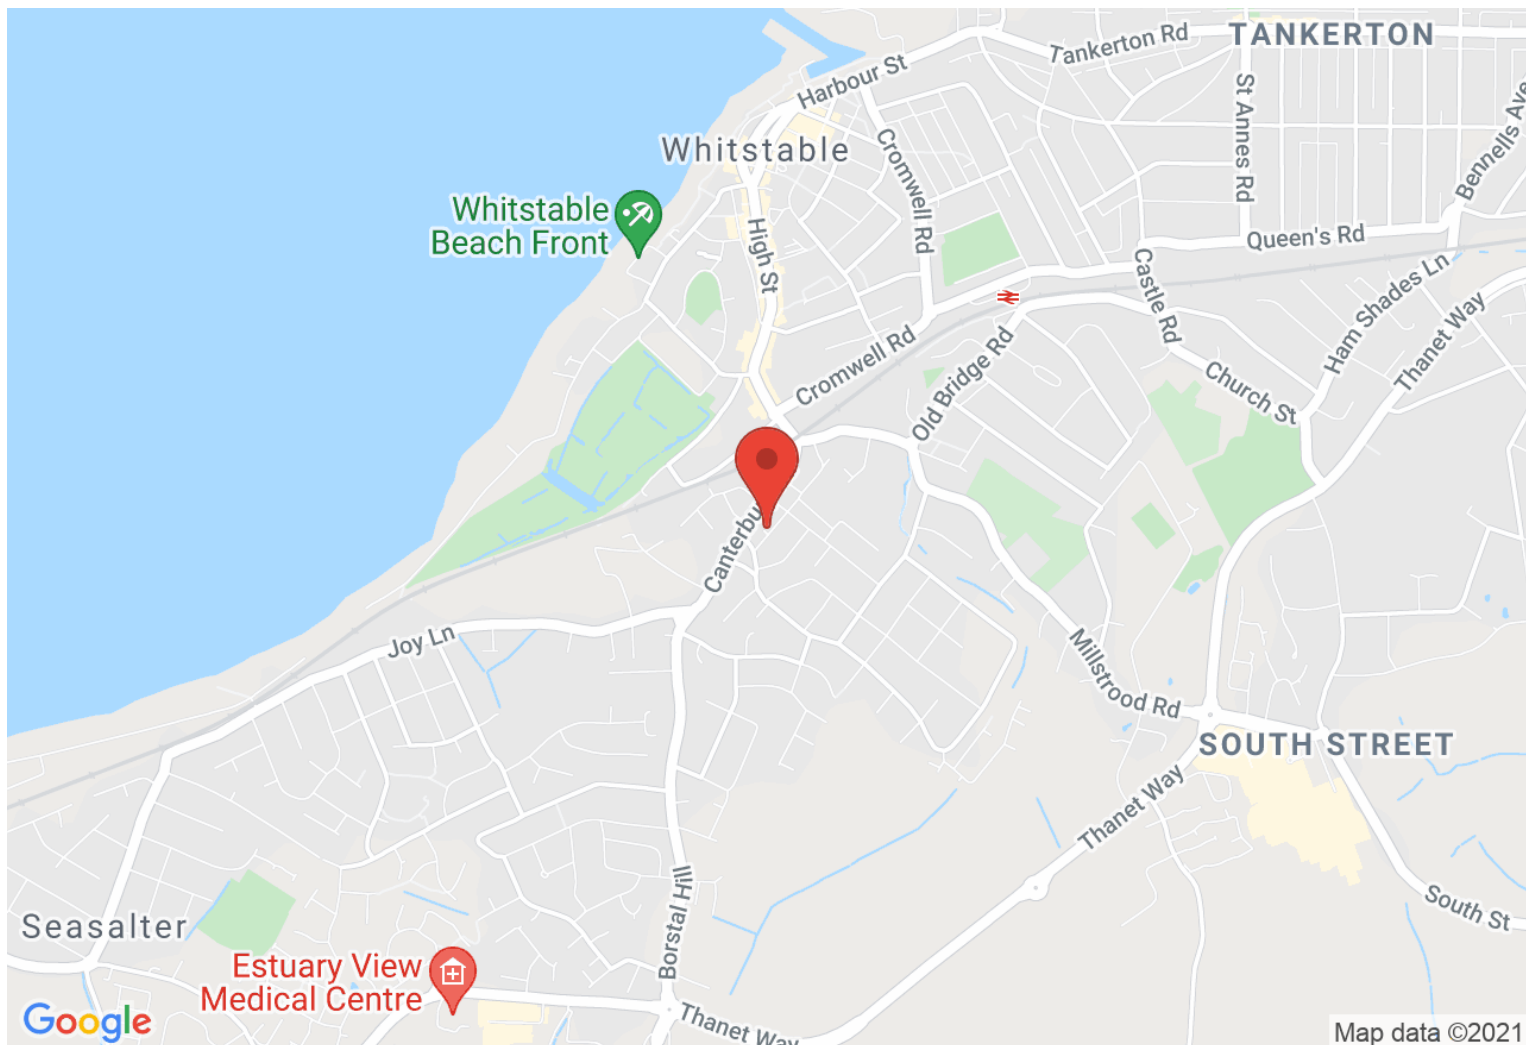 TANKERTON
Tankerton Rd
Harbour St
St Annes Rd
Bennells Ave
Whitstable
Cromwell Rd
Whitstable
Beach Front
High St
Queen's Rd
Castle Rd
Ham Shades Ln
Thanet Way
Cromwell Rd
Old Bridge Rd
Church St
Canterbu
Joy Ln
Millstrood Rd
SOUTH STREET
Thanet Way
Borstal Hill
South St
Seasalter
Estuary View
Medical Centre
Thanet Way
Google
Map data ©2021